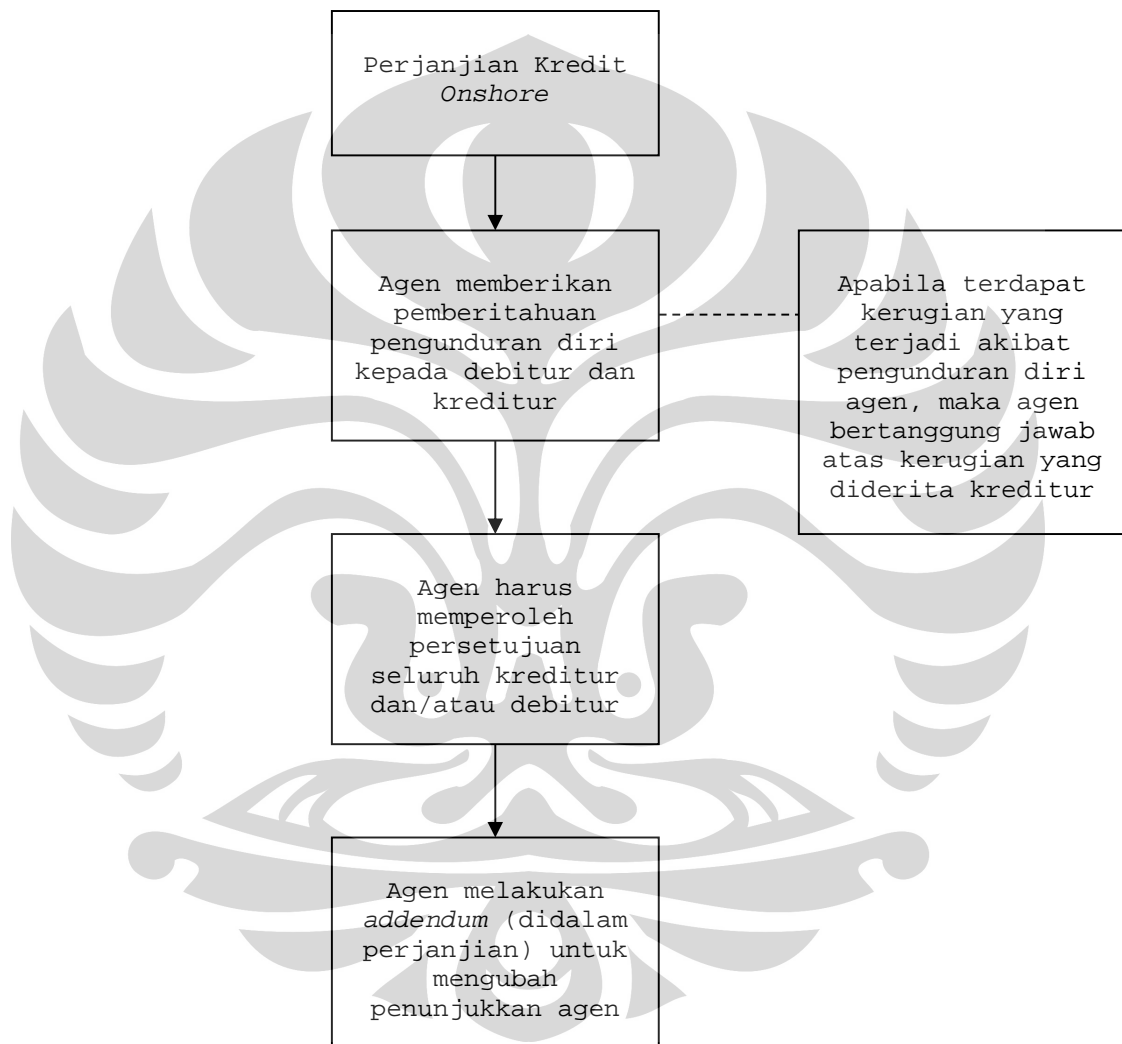 Perjanjian Kredit
Onshore
Agen memberikan
pemberitahuan
pengunduran diri
kepada debitur dan
kreditur
Apabila terdapat
kerugian yang
terjadi akibat
pengunduran diri
agen, maka agen
bertanggung jawab
atas kerugian yang
diderita kreditur
Agen harus
memperoleh
persetujuan
seluruh kreditur
dan/atau debitur
Agen melakukan
addendum (didalam
perjanjian) untuk
mengubah
penunjukkan agen